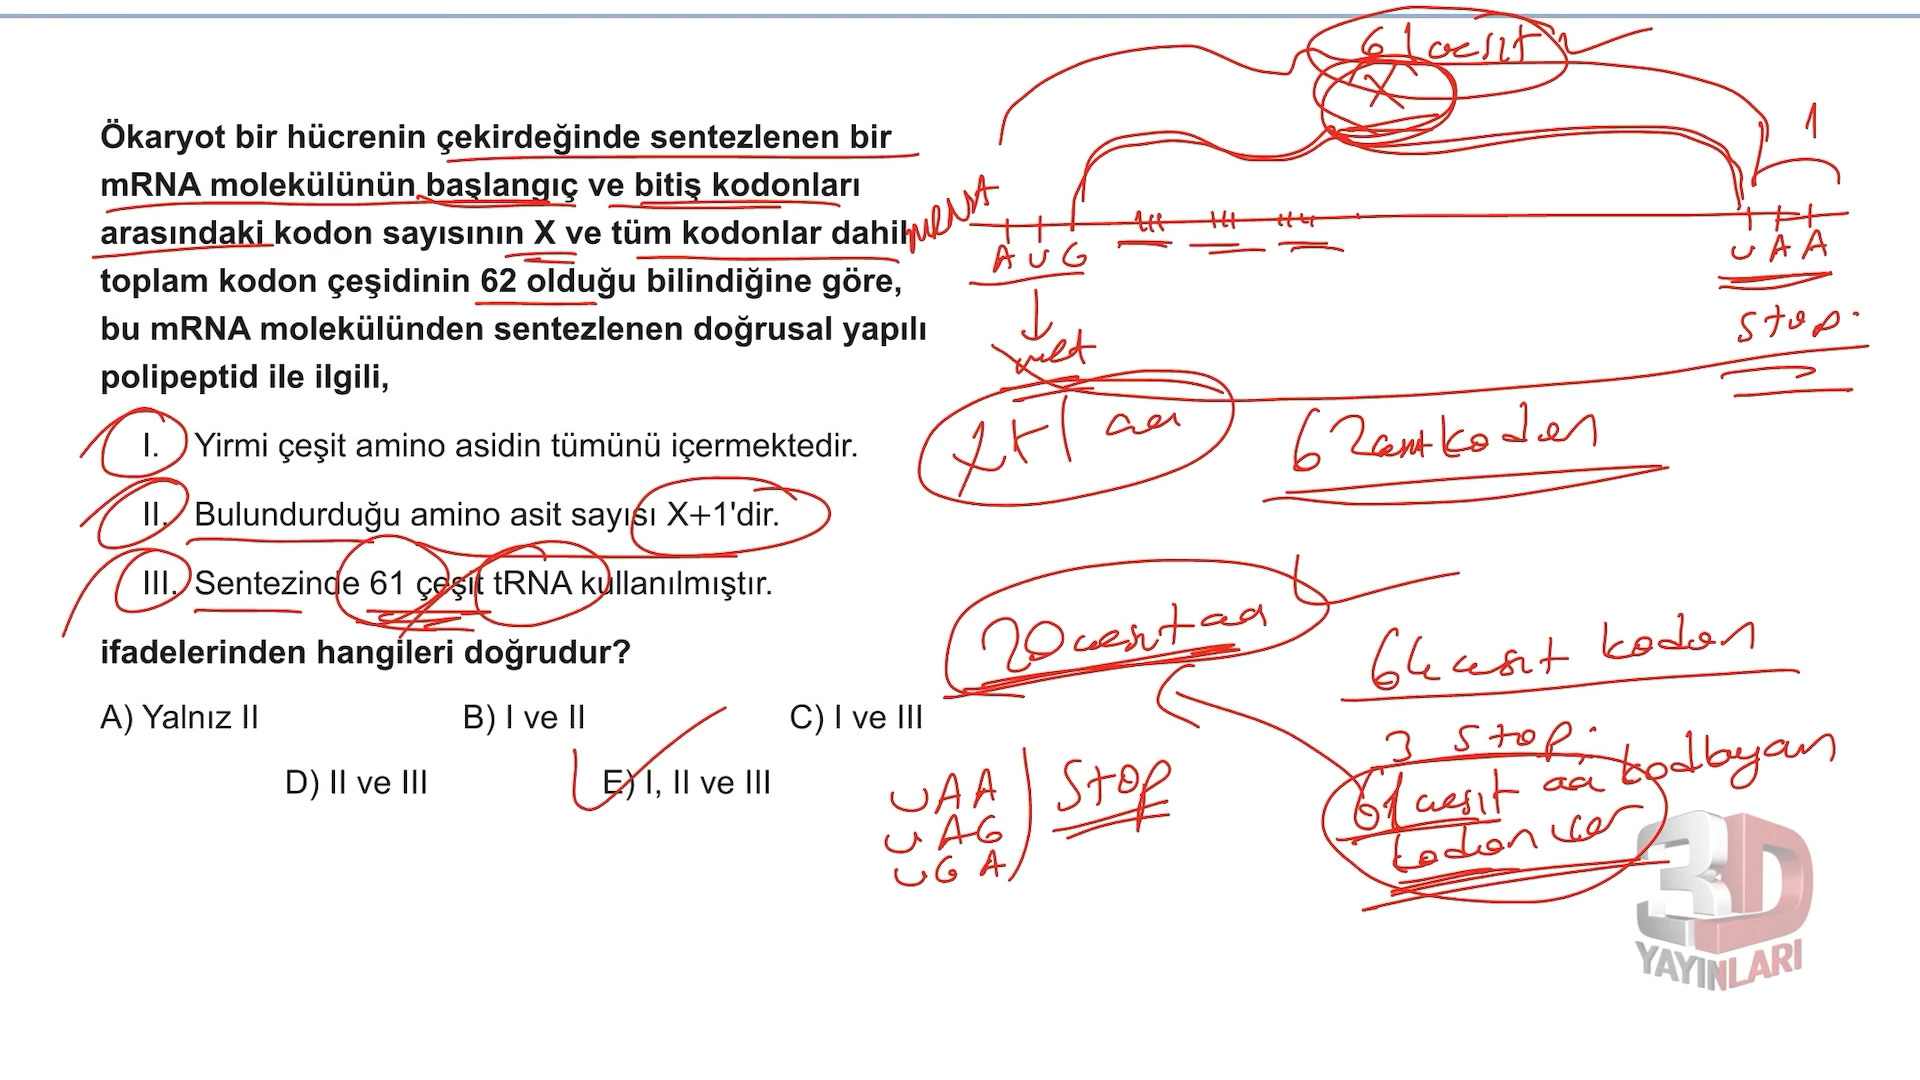 Ökaryot bir hücrenin çekirdeğinde sentezlenen bir
mRNA molekülünün başlangıç ve bitiş kodonları
arasındaki kodon sayısının X ve tüm kodonlar dahil
toplam kodon çeşidinin 62 olduğu bilindiğine göre,
bu mRNA molekülünden sentezlenen doğrusal yapılı
polipeptid ile ilgili,
I. Yirmi çeşit amino asidin tümünü içermektedir.
II. Bulundurduğu amino asit sayısı X+1'dir.
III. Sentezinde 61 çeşit tRNA kullanılmıştır.
ifadelerinden hangileri doğrudur?
A) Yalnız II B) I ve II C) I ve III
D) II ve III E) I, II ve III
61 çeşit
X
1
mRNA
A U G
U A A
Stop.
met
X+1 aa
62 kodon
20 çeşit aa
64 çeşit kodon
3 stop.
61 çeşit aa kodlayan
kodon var
UAA
UAG
UGA
Stop
3D
YAYINLARI